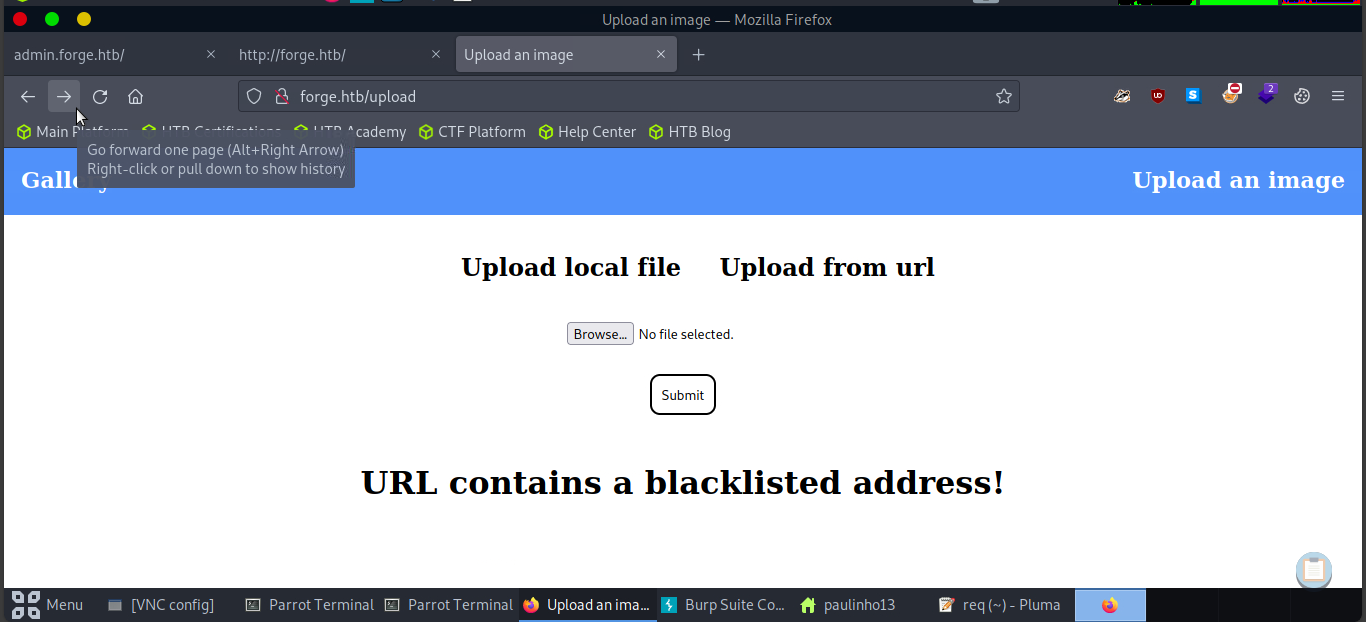 Upload an image — Mozilla Firefox
admin.forge.htb/
http://forge.htb/
Upload an image
forge.htb/upload
2
Main Platform HTB Certifications HTB Academy CTF Platform Help Center HTB Blog
Go forward one page (Alt+Right Arrow)
Right-click or pull down to show history
Gallery Upload an image
Upload local file Upload from url
Browse... No file selected.
Submit
URL contains a blacklisted address!
Menu [VNC config] Parrot Terminal Parrot Terminal Upload an ima... Burp Suite Co... paulinho13 req (~) - Pluma